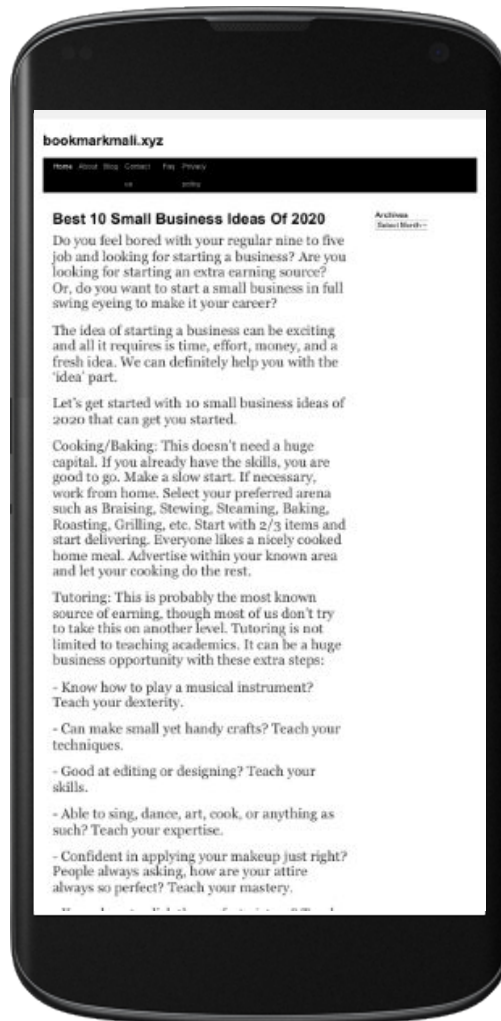 bookmarkmali.xyz
Home About Blog Contact Faq Privacy
us policy
Best 10 Small Business Ideas Of 2020
Archives
Select Month
Do you feel bored with your regular nine to five
job and looking for starting a business? Are you
looking for starting an extra earning source?
Or, do you want to start a small business in full
swing eyeing to make it your career?
The idea of starting a business can be exciting
and all it requires is time, effort, money, and a
fresh idea. We can definitely help you with the
‘idea’ part.
Let’s get started with 10 small business ideas of
2020 that can get you started.
Cooking/Baking: This doesn’t need a huge
capital. If you already have the skills, you are
good to go. Make a slow start. If necessary,
work from home. Select your preferred arena
such as Braising, Stewing, Steaming, Baking,
Roasting, Grilling, etc. Start with 2/3 items and
start delivering. Everyone likes a nicely cooked
home meal. Advertise within your known area
and let your cooking do the rest.
Tutoring: This is probably the most known
source of earning, though most of us don’t try
to take this on another level. Tutoring is not
limited to teaching academics. It can be a huge
business opportunity with these extra steps:
- Know how to play a musical instrument?
Teach your dexterity.
- Can make small yet handy crafts? Teach your
techniques.
- Good at editing or designing? Teach your
skills.
- Able to sing, dance, art, cook, or anything as
such? Teach your expertise.
- Confident in applying your makeup just right?
People always asking, how are your attire
always so perfect? Teach your mastery.